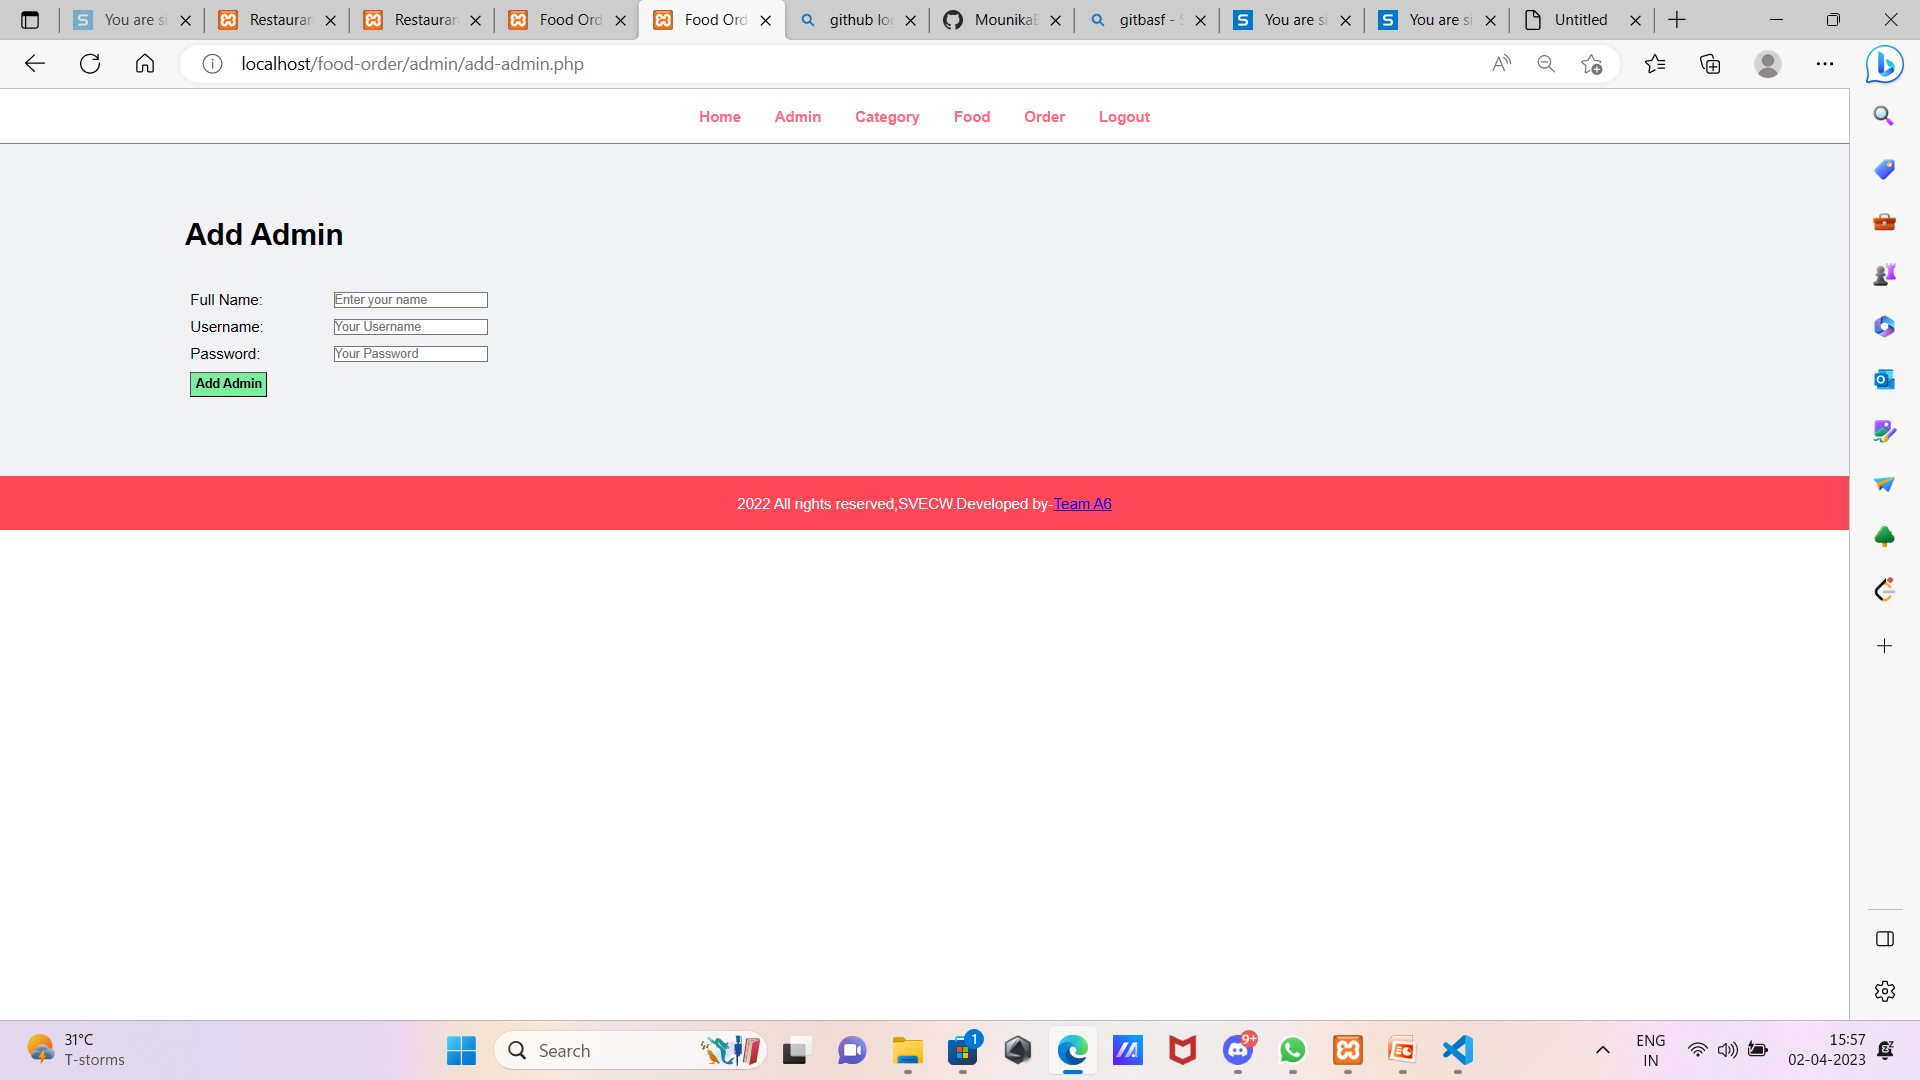 You are si
Restauran
Restauran
Food Ord
Food Ord
github log
MounikaB
gitbasf - S
You are si
You are si
Untitled
localhost/food-order/admin/add-admin.php
Home Admin Category Food Order Logout
Add Admin
Full Name: Enter your name
Username: Your Username
Password: Your Password
Add Admin
2022 All rights reserved,SVECW.Developed by-Team A6
31°C
T-storms
Search
1
9+
ENG
IN
15:57
02-04-2023